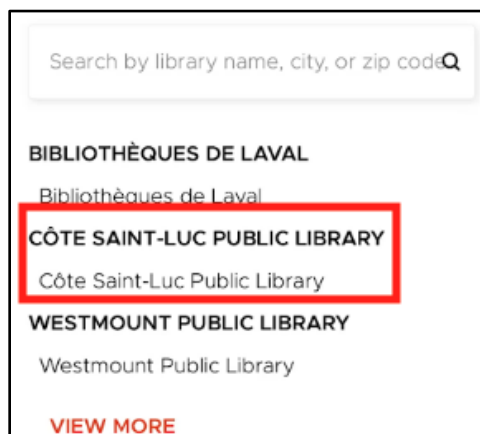 Search by library name, city, or zip code
BIBLIOTHÈQUES DE LAVAL
Bibliothèques de Laval
CÔTE SAINT-LUC PUBLIC LIBRARY
Côte Saint-Luc Public Library
WESTMOUNT PUBLIC LIBRARY
Westmount Public Library
VIEW MORE